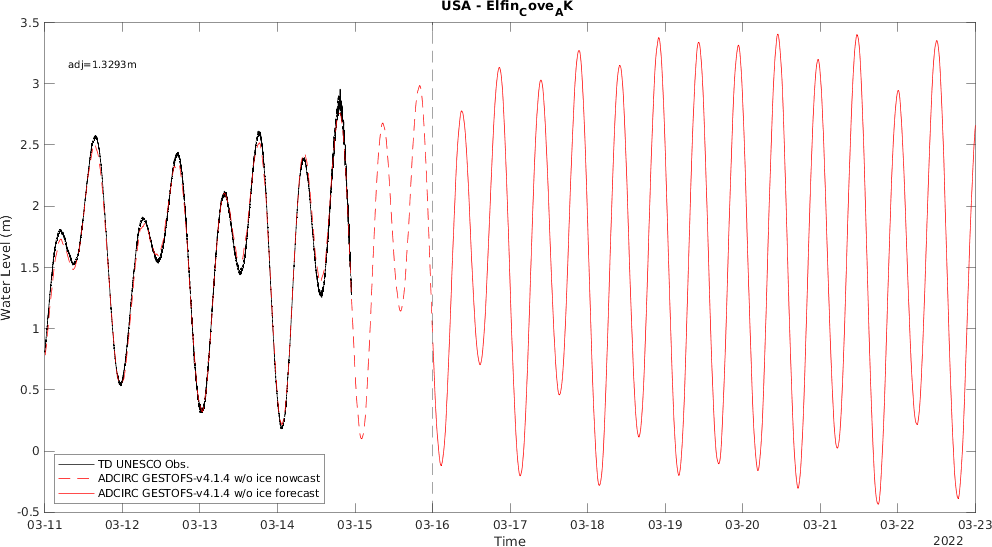 USA - Elfin_Cove_AK
3.5
adj=1.3293m
3
2.5
2
1.5
1
0.5
0
-0.5
Water Level (m)
TD UNESCO Obs.
ADCIRC GESTOFS-v4.1.4 w/o ice nowcast
ADCIRC GESTOFS-v4.1.4 w/o ice forecast
03-11 03-12 03-13 03-14 03-15 03-16 03-17 03-18 03-19 03-20 03-21 03-22 03-23
Time
2022